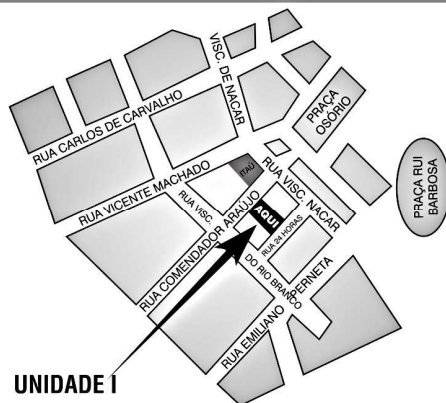 VISC. DE NACAR
RUA CARLOS DE CARVALHO
PRAÇA
OSÓRIO
PRAÇA RUI
BARBOSA
RUA VICENTE MACHADO
ITAÚ
RUA VISC. NACAR
RUA VISC.
DO RIO BRANCO
RUA COMENDADOR ARAÚJO
AQUI
RUA 24 HORAS
RUA EMILIANO PERNETA
UNIDADE I